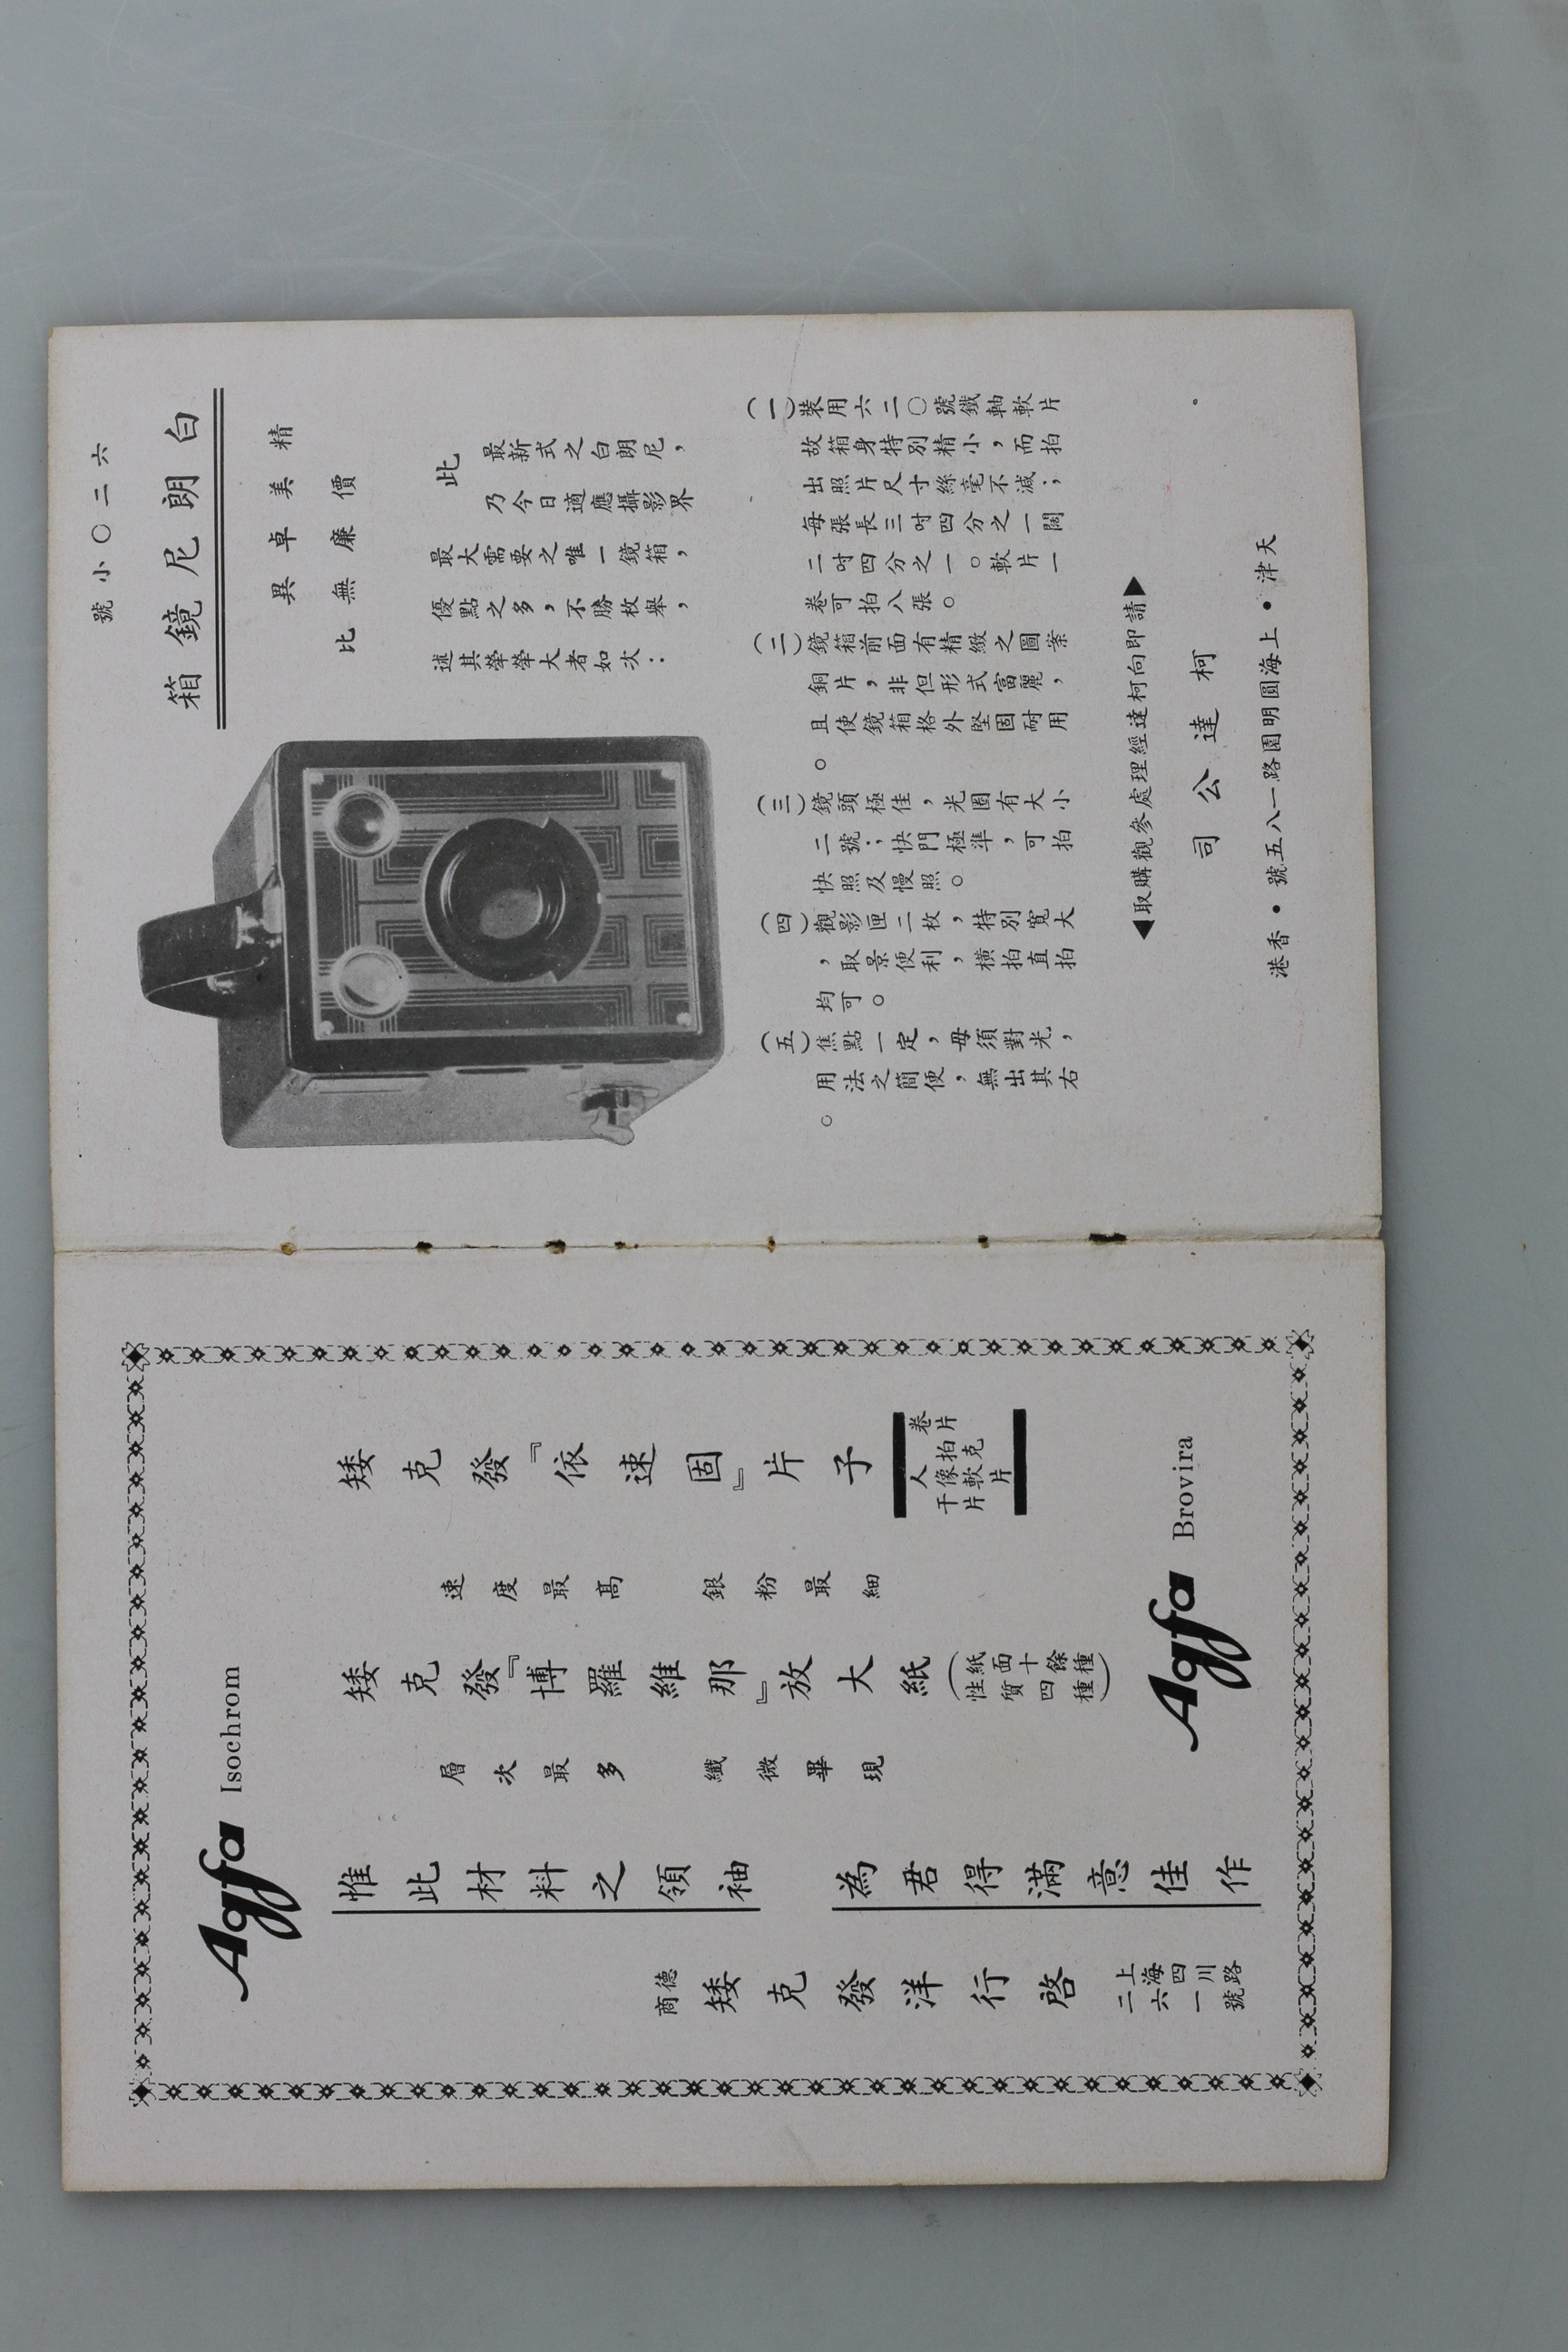 六二〇小號
白朗尼鏡箱
精美卓異
價廉無比
此最新式之白朗尼,
乃今日適應攝影界
最大需要之唯一鏡箱,
優點之多,不勝枚舉,
述其犖犖大者如次:
(一)裝用六二〇號鐵軸軟片
故箱身特別精小,而拍
出照片尺寸絲毫不減;
每張長三吋四分之一闊
二吋四分之一。軟片一
卷可拍八張。
(二)鏡箱前面有精緻之圖案
銅片,非但形式富麗,
且使鏡箱格外堅固耐用
。
(三)鏡頭極佳,光圈有大小
二號;快門極準,可拍
快照及慢照。
(四)觀影匣二枚,特別寬大
,取景便利,橫拍直拍
均可。
(五)焦點一定,毋須對光,
用法之簡便,無出其右
。
請即向柯達經理處參觀購取
柯達公司
天津•上海圓明園路一八五號•香港
Agfa Isochrom
矮克發『依速固』片子
卷片
拍克
人像軟片
干片
速度最高 銀粉最細
矮克發『博羅維那』放大紙
(紙面十餘種
性質四種)
層次最多 纖微畢現
Agfa Brovira
惟此材料之領袖 為君得滿意佳作
德商
矮克發洋行啓
上海四川路
二六一號